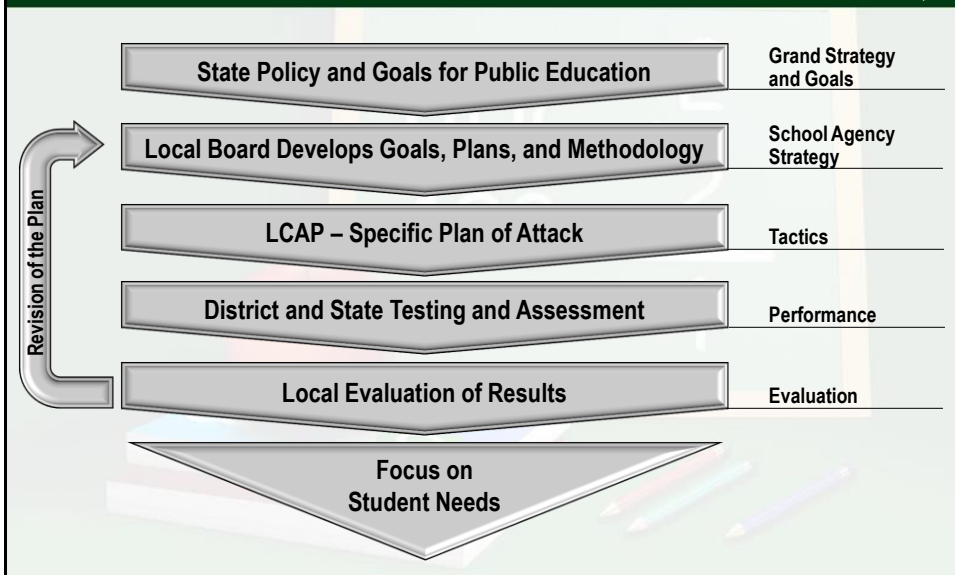 State Policy and Goals for Public Education
Grand Strategy
and Goals
Local Board Develops Goals, Plans, and Methodology
School Agency
Strategy
LCAP – Specific Plan of Attack
Tactics
District and State Testing and Assessment
Performance
Local Evaluation of Results
Evaluation
Revision of the Plan
Focus on
Student Needs